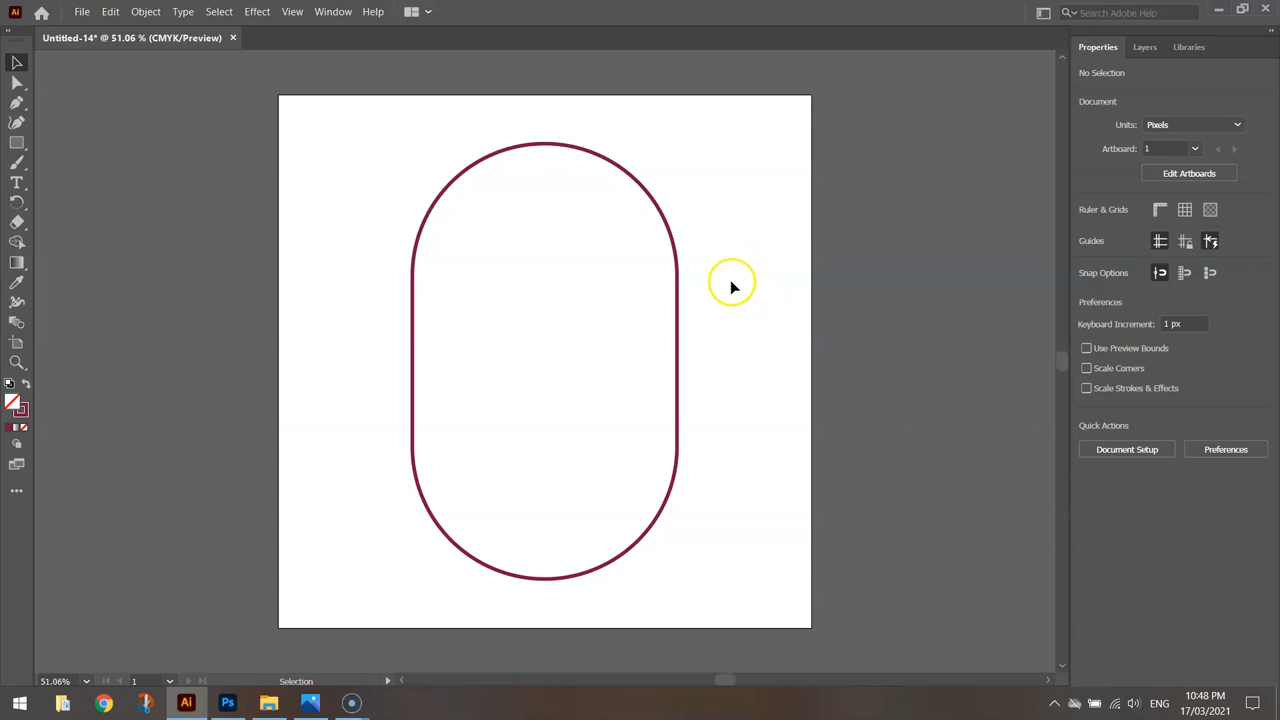 Ai File Edit Object Type Select Effect View Window Help Search Adobe Help
Untitled-14* @ 51.06 % (CMYK/Preview)
Properties Layers Libraries
No Selection
Document
Units: Pixels
Artboard: 1
Edit Artboards
Ruler & Grids
Guides
Snap Options
Preferences
Keyboard Increment: 1 px
Use Preview Bounds
Scale Corners
Scale Strokes & Effects
Quick Actions
Document Setup Preferences
51.06% 1 Selection
Ai Ps ENG 10:48 PM
17/03/2021